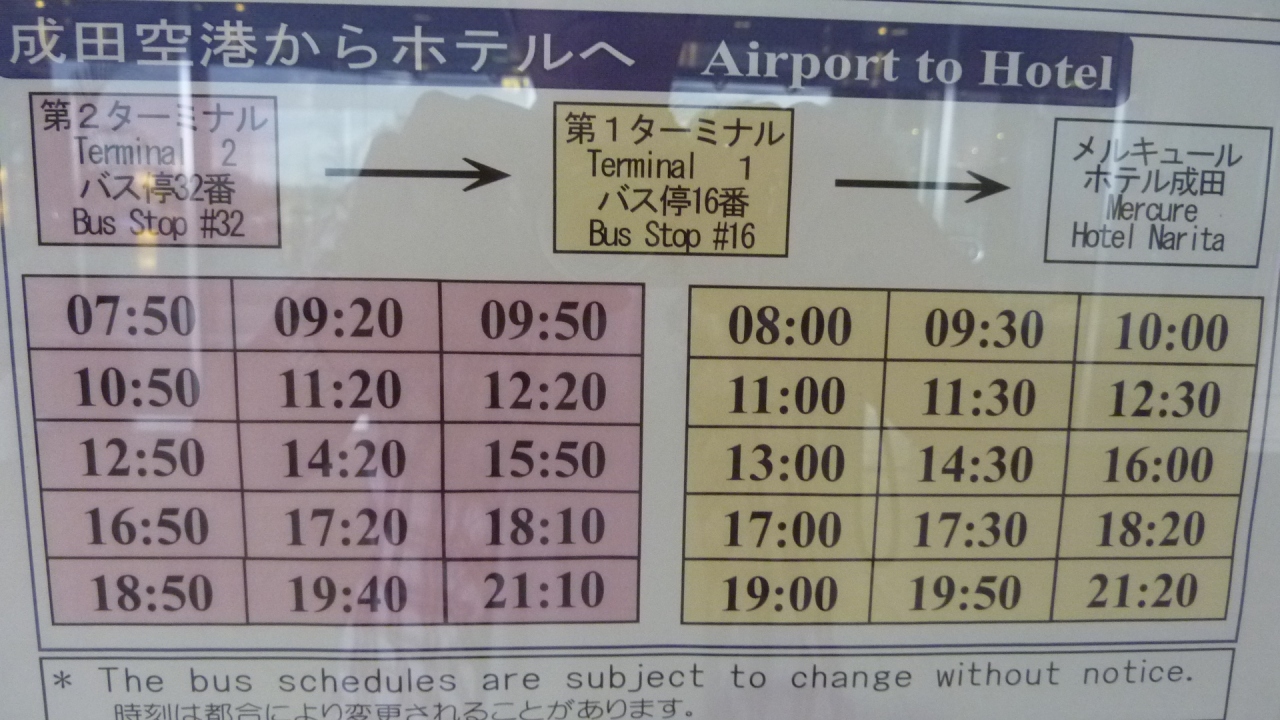 成田空港からホテルへ Airport to Hotel
第2ターミナル
Terminal 2
バス停32番
Bus Stop #32
第1ターミナル
Terminal 1
バス停16番
Bus Stop #16
メルキュール
ホテル成田
Mercure
Hotel Narita
07:50 09:20 09:50
10:50 11:20 12:20
12:50 14:20 15:50
16:50 17:20 18:10
18:50 19:40 21:10
08:00 09:30 10:00
11:00 11:30 12:30
13:00 14:30 16:00
17:00 17:30 18:20
19:00 19:50 21:20
* The bus schedules are subject to change without notice.
時刻は都合により変更されることがあります。